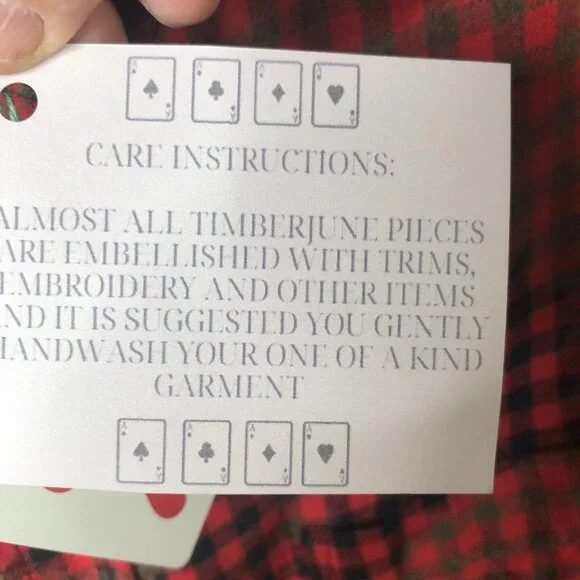 CARE INSTRUCTIONS:
ALMOST ALL TIMBERJUNE PIECES
ARE EMBELLISHED WITH TRIMS,
EMBROIDERY AND OTHER ITEMS
AND IT IS SUGGESTED YOU GENTLY
HANDWASH YOUR ONE OF A KIND
GARMENT